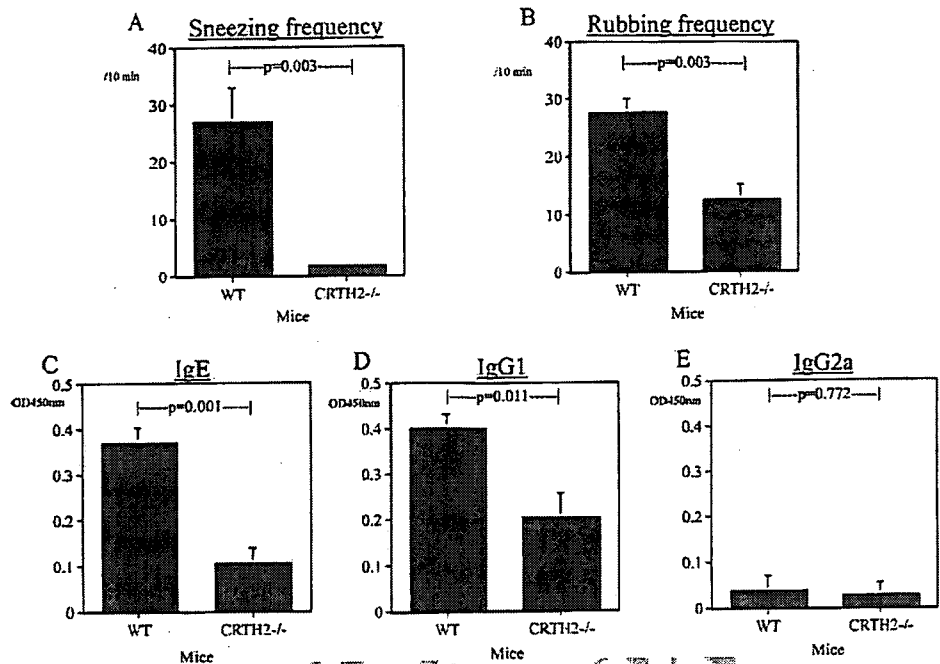 A
Sneezing frequency
B
Rubbing frequency
40
/10 min
p=0.003
30
20
10
0
WT
CRTH2-/-
Mice
40
/10 min
p=0.003
30
20
10
0
WT
CRTH2-/-
Mice
C
IgE
D
IgG1
E
IgG2a
0.5
OD450nm
p=0.001
0.4
0.3
0.2
0.1
0
WT
CRTH2-/-
Mice
0.5
OD450nm
p=0.011
0.4
0.3
0.2
0.1
0
WT
CRTH2-/-
Mice
0.5
OD450nm
p=0.772
0.4
0.3
0.2
0.1
0
WT
CRTH2-/-
Mice